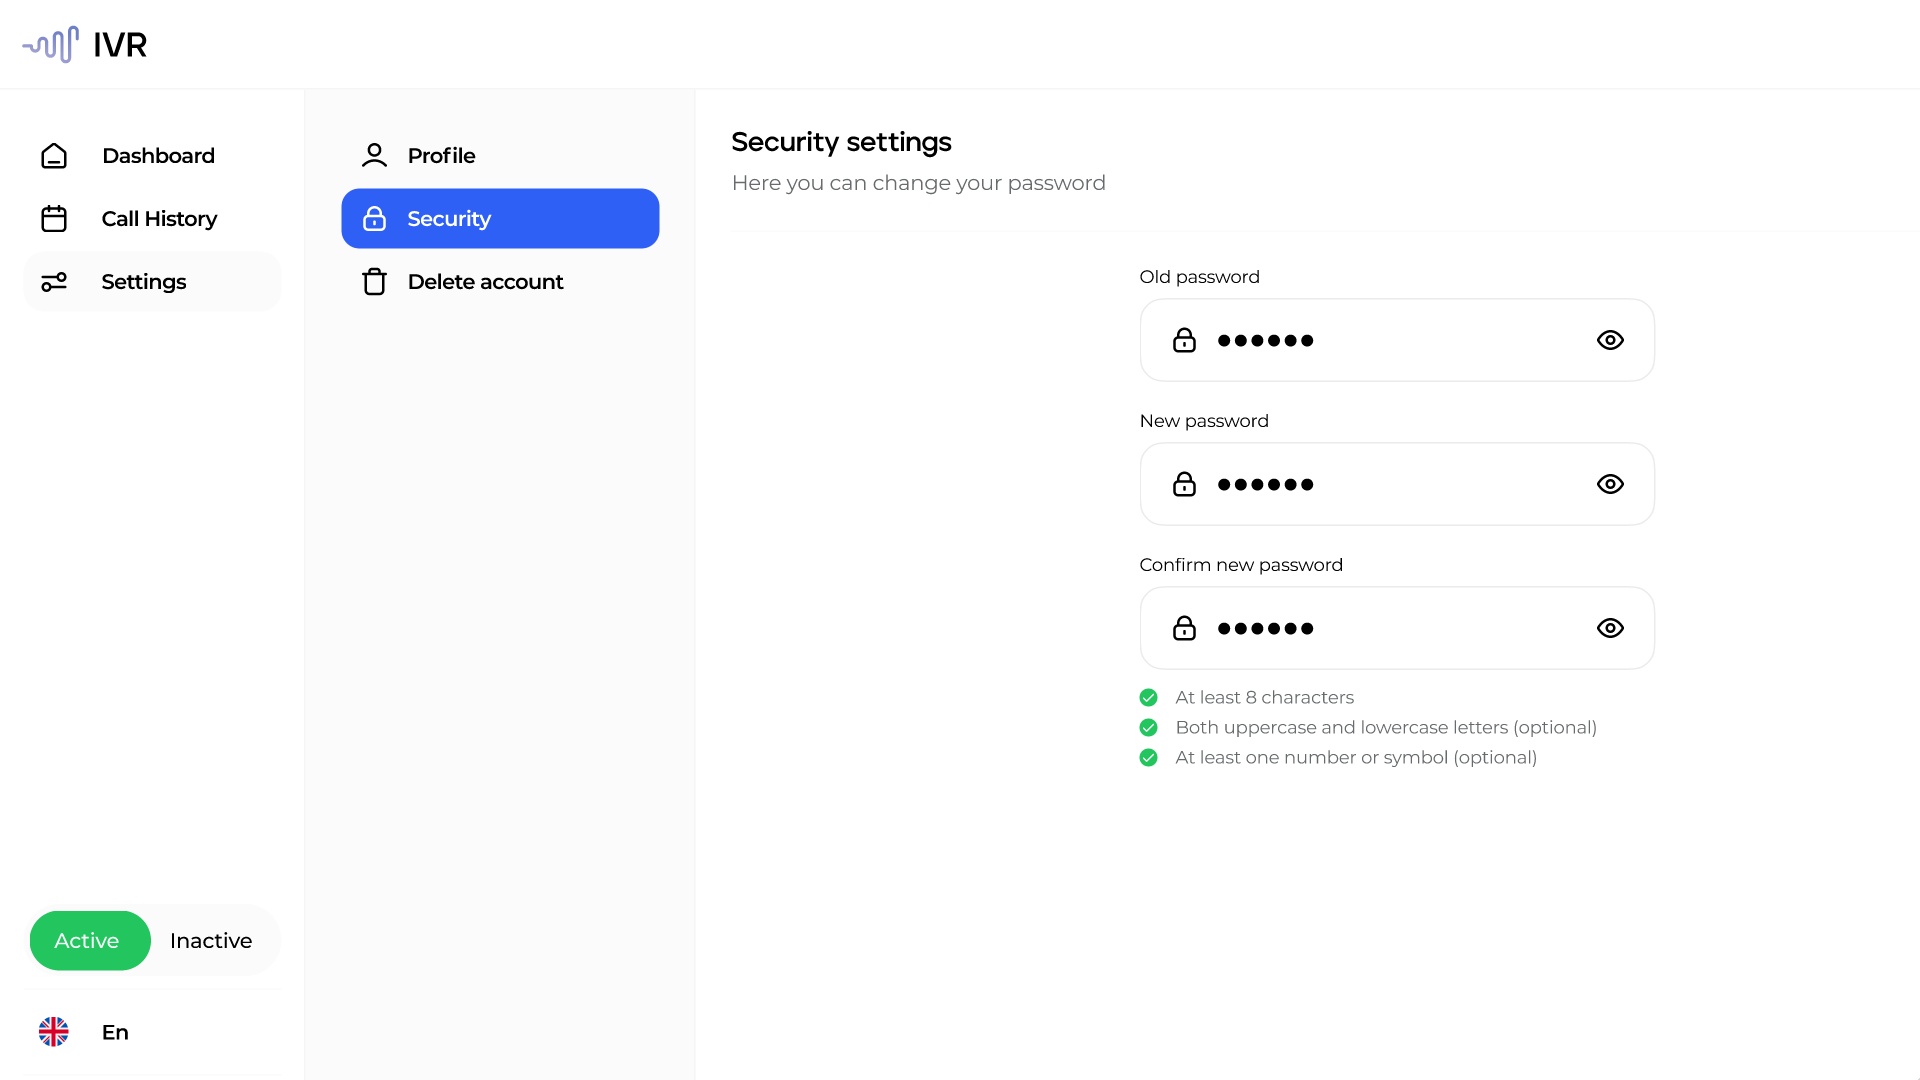 IVR
Dashboard
Call History
Settings
Active
Inactive
En
Profile
Security
Delete account
Security settings
Here you can change your password
Old password
●●●●●●
New password
●●●●●●
Confirm new password
●●●●●●
At least 8 characters
Both uppercase and lowercase letters (optional)
At least one number or symbol (optional)